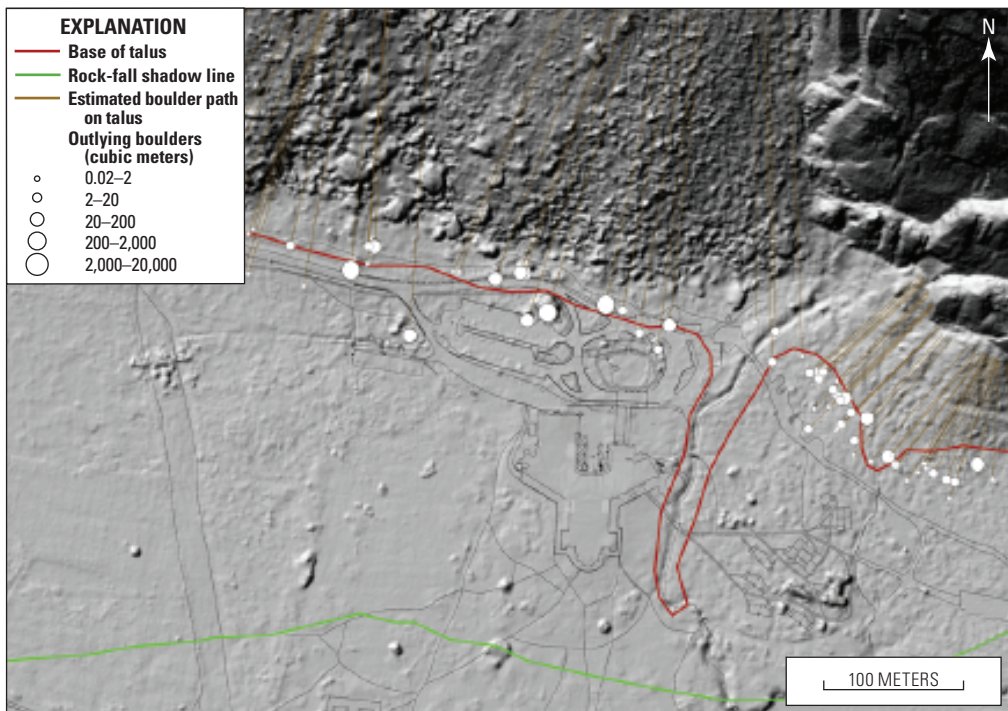 EXPLANATION
Base of talus
Rock-fall shadow line
Estimated boulder path
on talus
Outlying boulders
(cubic meters)
0.02–2
2–20
20–200
200–2,000
2,000–20,000
N
100 METERS